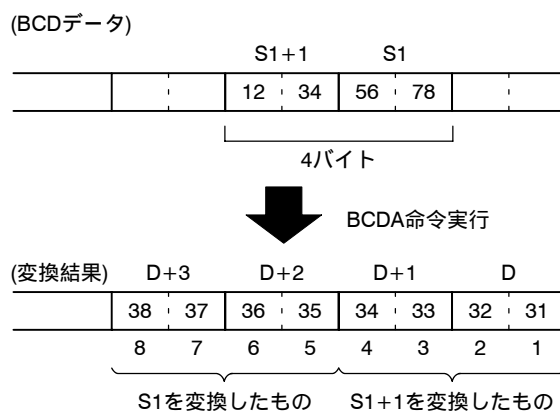 (BCDデータ)
S1+1 S1
12 34 56 78
4バイト
BCDA命令実行
(変換結果) D+3 D+2 D+1 D
38 37 36 35 34 33 32 31
8 7 6 5 4 3 2 1
S1を変換したもの S1+1を変換したもの